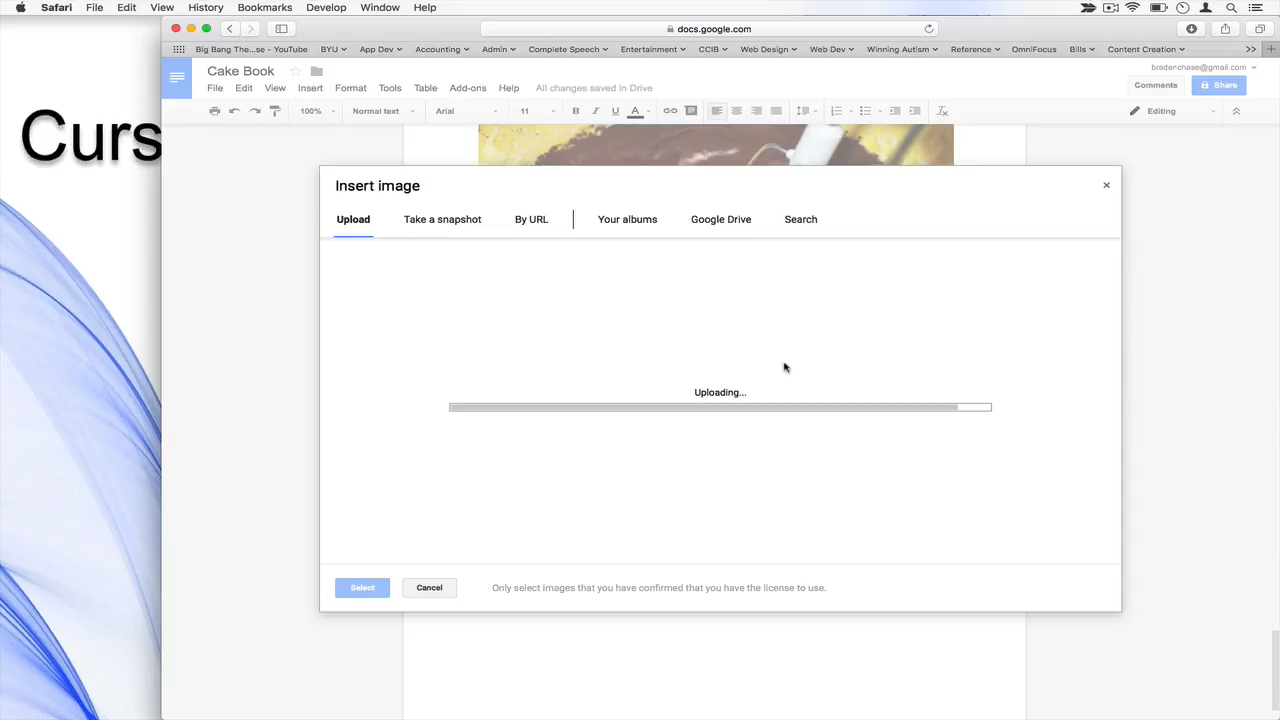 Safari File Edit View History Bookmarks Develop Window Help
Curs
docs.google.com
Big Bang The...se - YouTube BYU App Dev Accounting Admin Complete Speech Entertainment CCIB Web Design Web Dev Winning Autism Reference OmniFocus Bills Content Creation >>
Cake Book
bradenchase@gmail.com
File Edit View Insert Format Tools Table Add-ons Help All changes saved in Drive
Comments Share
100% Normal text Arial 11 B I U A Editing
Insert image
Upload Take a snapshot By URL Your albums Google Drive Search
Uploading...
Select Cancel Only select images that you have confirmed that you have the license to use.